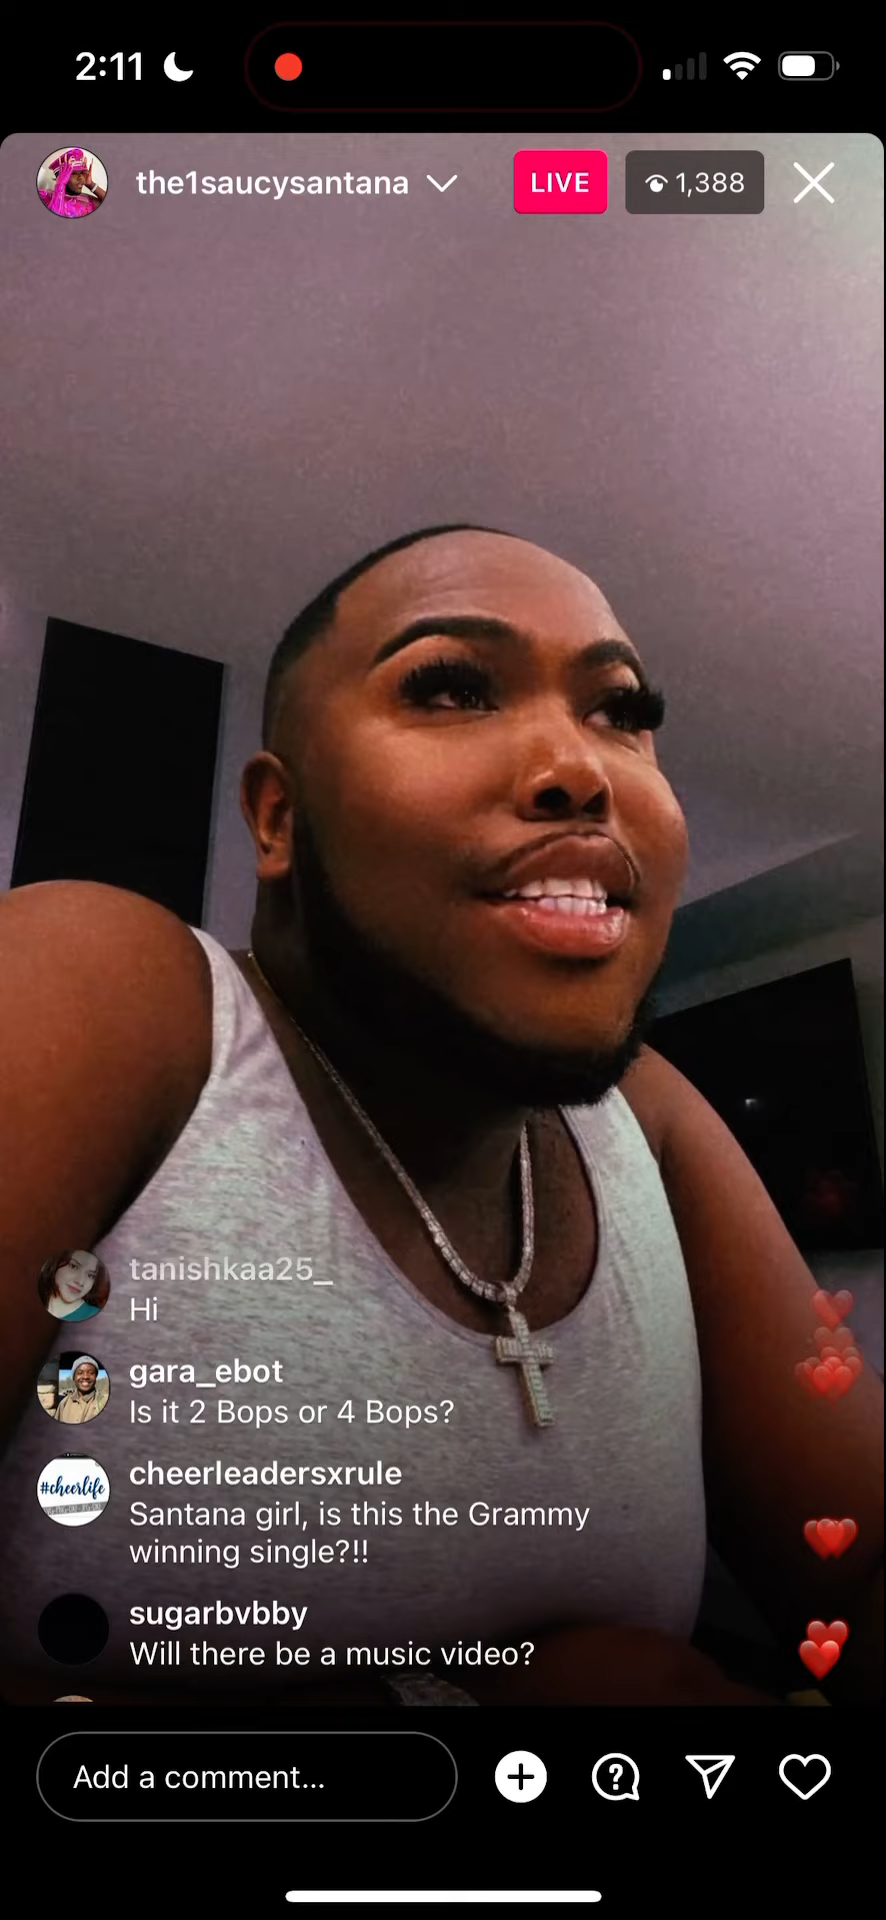 2:11
the1saucysantana
LIVE
1,388
tanishkaa25_
Hi
gara_ebot
Is it 2 Bops or 4 Bops?
#cheerlife
cheerleadersxrule
Santana girl, is this the Grammy
winning single?!!
sugarbvbby
Will there be a music video?
Add a comment...